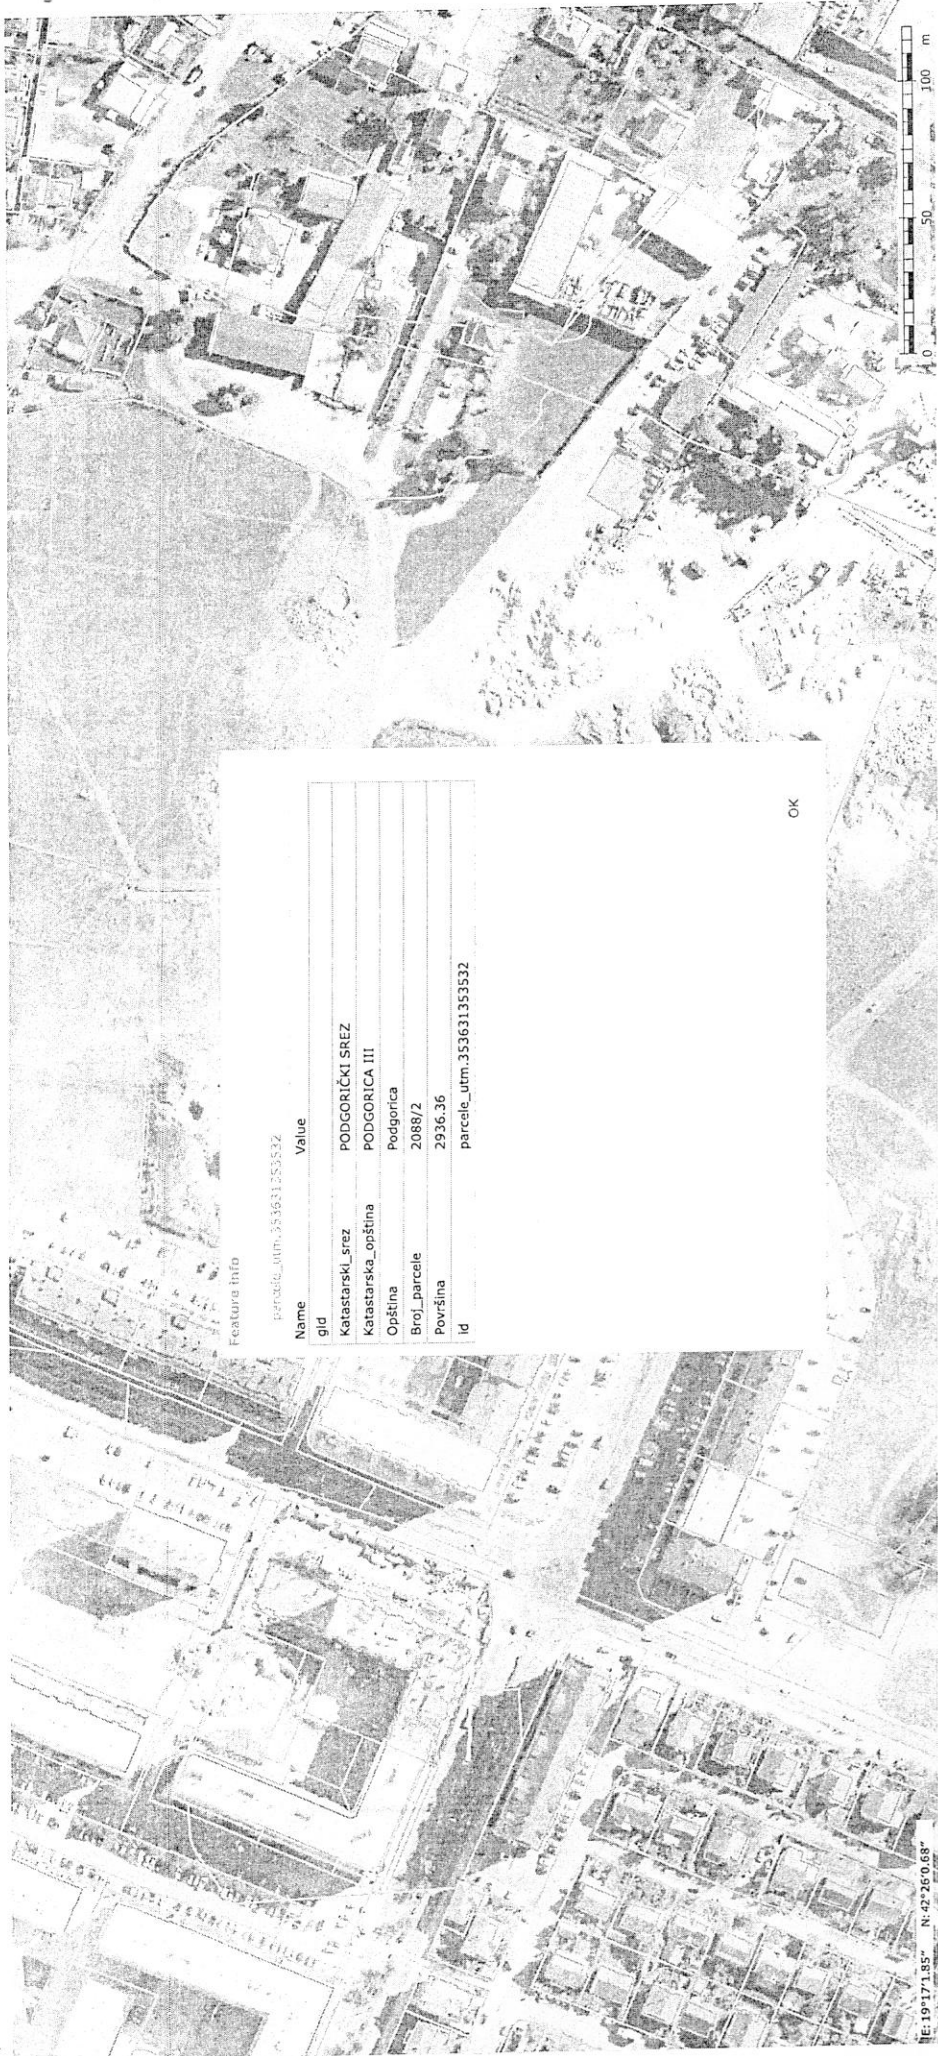 Feature info
parcele_utm.353631353532
Name Value
gid
Katastarski_srez PODGORIČKI SREZ
Katastarska_opština PODGORICA III
Opština Podgorica
Broj_parcele 2088/2
Površina 2936.36
id parcele_utm.353631353532
OK
0 50 100 m
E: 19°17'1.85" N: 42°26'0.68"